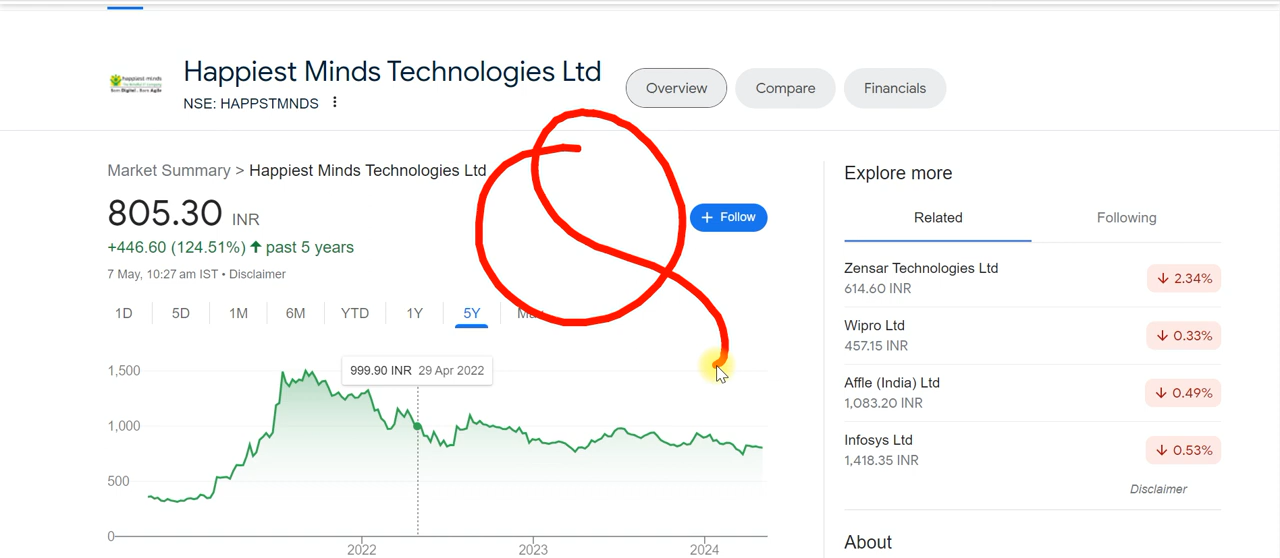 Happiest Minds Technologies Ltd
NSE: HAPPSTMNDS
Overview
Compare
Financials
Market Summary > Happiest Minds Technologies Ltd
805.30 INR
+ Follow
+446.60 (124.51%) ↑ past 5 years
7 May, 10:27 am IST • Disclaimer
1D 5D 1M 6M YTD 1Y 5Y
999.90 INR 29 Apr 2022
1,500
1,000
500
0
2022 2023 2024
Explore more
Related Following
Zensar Technologies Ltd
614.60 INR
↓ 2.34%
Wipro Ltd
457.15 INR
↓ 0.33%
Affle (India) Ltd
1,083.20 INR
↓ 0.49%
Infosys Ltd
1,418.35 INR
↓ 0.53%
Disclaimer
About